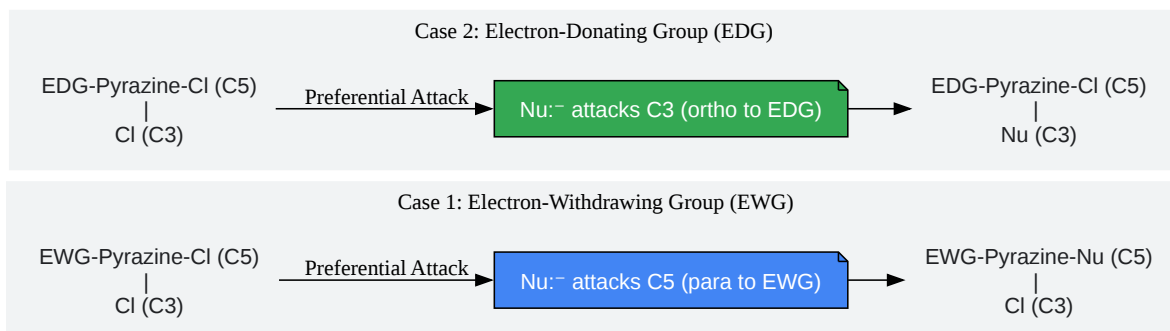 Case 2: Electron-Donating Group (EDG)
EDG-Pyrazine-Cl (C5)
|
Cl (C3)
Preferential Attack
Nu:⁻ attacks C3 (ortho to EDG)
EDG-Pyrazine-Cl (C5)
|
Nu (C3)
Case 1: Electron-Withdrawing Group (EWG)
EWG-Pyrazine-Cl (C5)
|
Cl (C3)
Preferential Attack
Nu:⁻ attacks C5 (para to EWG)
EWG-Pyrazine-Nu (C5)
|
Cl (C3)